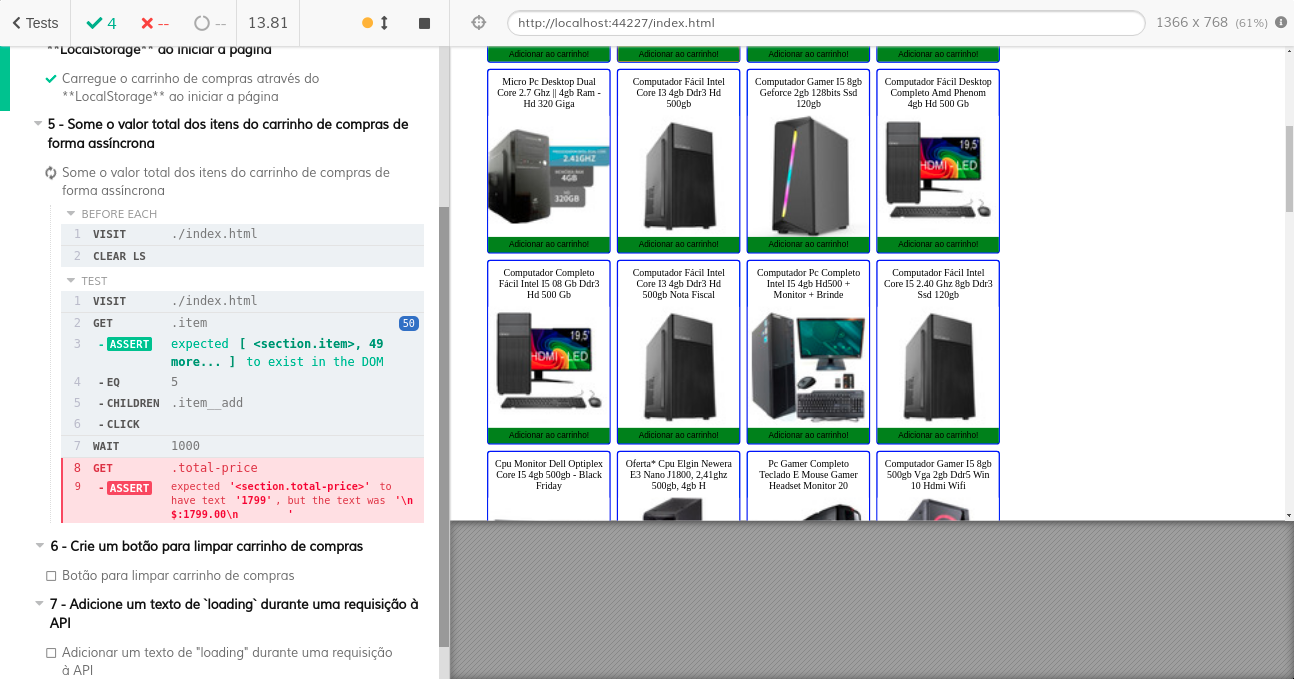 Tests
4
--
--
13.81
http://localhost:44227/index.html
1366 x 768 (61%)
**LocalStorage** ao iniciar a página
Carregue o carrinho de compras através do
**LocalStorage** ao iniciar a página
5 - Some o valor total dos itens do carrinho de compras de
forma assíncrona
Some o valor total dos itens do carrinho de compras de
forma assíncrona
BEFORE EACH
1 VISIT ./index.html
2 CLEAR LS
TEST
1 VISIT ./index.html
2 GET .item 50
3 - ASSERT expected [ <section.item>, 49
more... ] to exist in the DOM
4 - EQ 5
5 - CHILDREN .item__add
6 - CLICK
7 WAIT 1000
8 GET .total-price
9 - ASSERT expected '<section.total-price>' to
have text '1799', but the text was '\n
$:1799.00\n '
6 - Crie um botão para limpar carrinho de compras
Botão para limpar carrinho de compras
7 - Adicione um texto de `loading` durante uma requisição à
API
Adicionar um texto de "loading" durante uma requisição
à API
Adicionar ao carrinho!
Adicionar ao carrinho!
Adicionar ao carrinho!
Adicionar ao carrinho!
Micro Pc Desktop Dual
Core 2.7 Ghz || 4gb Ram -
Hd 320 Giga
2.41GHZ
4GB
HD
320GB
Adicionar ao carrinho!
Computador Fácil Intel
Core I3 4gb Ddr3 Hd
500gb
Adicionar ao carrinho!
Computador Gamer I5 8gb
Geforce 2gb 128bits Ssd
120gb
Adicionar ao carrinho!
Computador Fácil Desktop
Completo Amd Phenom
4gb Hd 500 Gb
19,5'
HDMI - LED
Adicionar ao carrinho!
Computador Completo
Fácil Intel I5 08 Gb Ddr3
Hd 500 Gb
19,5'
HDMI - LED
Adicionar ao carrinho!
Computador Fácil Intel
Core I3 4gb Ddr3 Hd
500gb Nota Fiscal
Adicionar ao carrinho!
Computador Pc Completo
Intel I5 4gb Hd500 +
Monitor + Brinde
Adicionar ao carrinho!
Computador Fácil Intel
Core I5 2.40 Ghz 8gb Ddr3
Ssd 120gb
Adicionar ao carrinho!
Cpu Monitor Dell Optiplex
Core I5 4gb 500gb - Black
Friday
Oferta* Cpu Elgin Newera
E3 Nano J1800, 2,41ghz
500gb, 4gb H
Pc Gamer Completo
Teclado E Mouse Gamer
Headset Monitor 20
Computador Gamer I5 8gb
500gb Vga 2gb Ddr5 Win
10 Hdmi Wifi